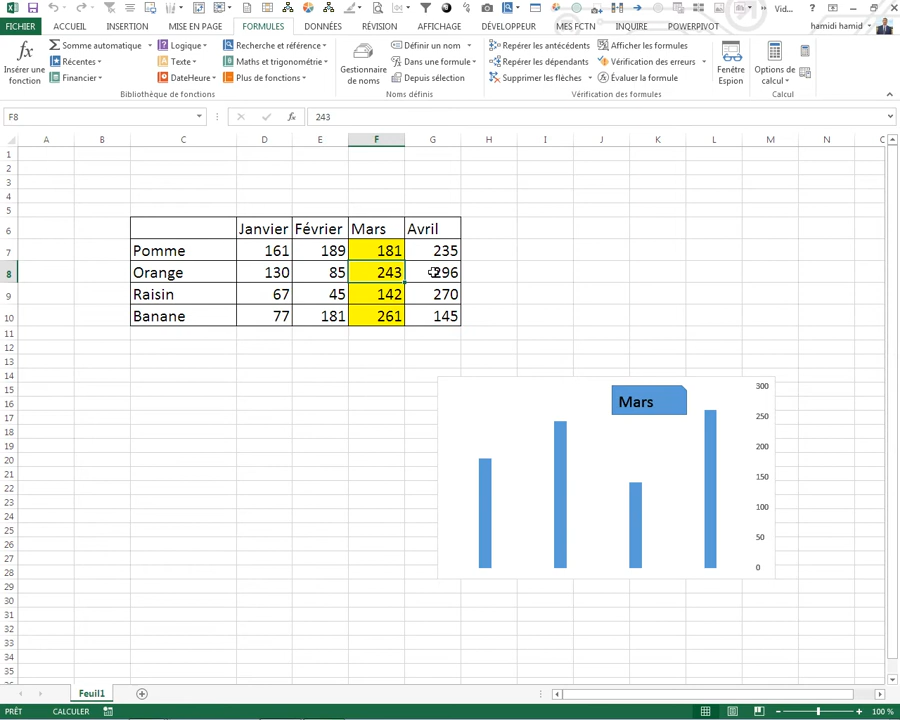 Vid...
FICHIER ACCUEIL INSERTION MISE EN PAGE FORMULES DONNÉES RÉVISION AFFICHAGE DÉVELOPPEUR MES FCTN INQUIRE POWERPIVOT hamidi hamid
Insérer une fonction
Somme automatique
Récentes
Financier
Logique
Texte
DateHeure
Recherche et référence
Maths et trigonométrie
Plus de fonctions
Bibliothèque de fonctions
Gestionnaire de noms
Définir un nom
Dans une formule
Depuis sélection
Noms définis
Repérer les antécédents
Repérer les dépendants
Supprimer les flèches
Afficher les formules
Vérification des erreurs
Évaluer la formule
Vérification des formules
Fenêtre Espion
Options de calcul
Calcul
F8 fx 243
A B C D E F G H I J K L M N
1
2
3
4
5
6 Janvier Février Mars Avril
7 Pomme 161 189 181 235
8 Orange 130 85 243 296
9 Raisin 67 45 142 270
10 Banane 77 181 261 145
11
12
13
14
15
16
17
18
19
20
21
22
23
24
25
26
27
28
29
30
31
32
33
34
35
Mars
300
250
200
150
100
50
0
Feuil1
PRÊT CALCULER 100 %